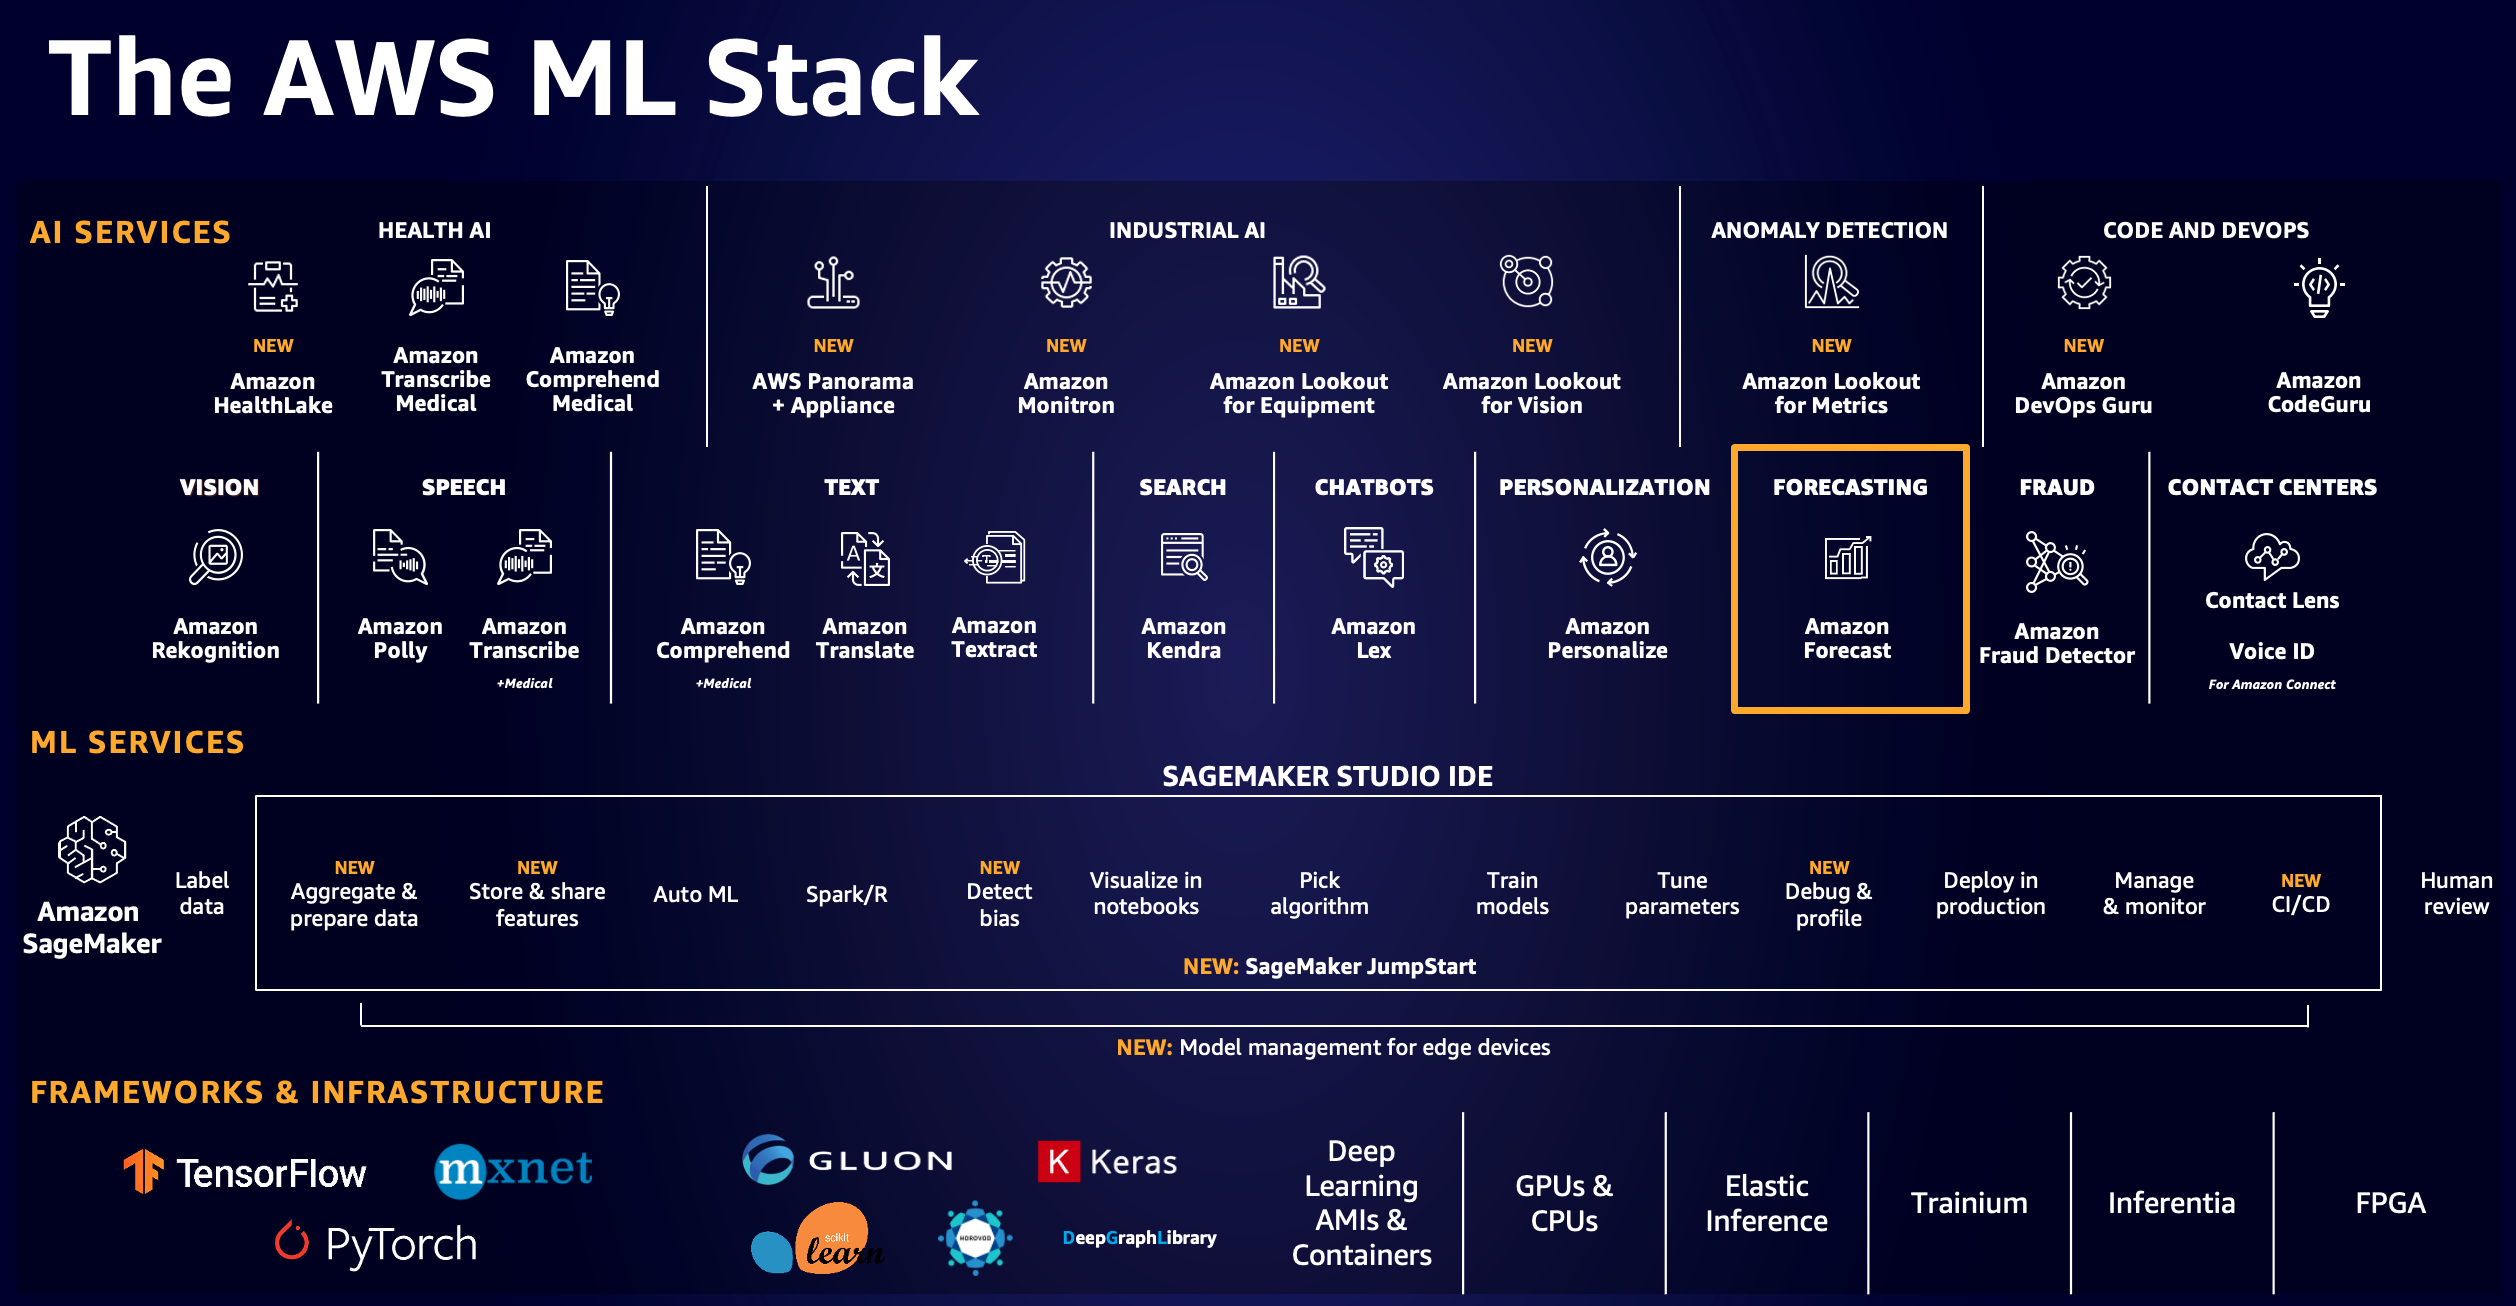 The AWS ML Stack
AI SERVICES
HEALTH AI
NEW
Amazon
HealthLake
Amazon
Transcribe
Medical
Amazon
Comprehend
Medical
INDUSTRIAL AI
NEW
AWS Panorama
+ Appliance
NEW
Amazon
Monitron
NEW
Amazon Lookout
for Equipment
NEW
Amazon Lookout
for Vision
ANOMALY DETECTION
NEW
Amazon Lookout
for Metrics
CODE AND DEVOPS
NEW
Amazon
DevOps Guru
Amazon
CodeGuru
VISION
Amazon
Rekognition
SPEECH
Amazon
Polly
Amazon
Transcribe
+Medical
TEXT
Amazon
Comprehend
+Medical
A
文
Amazon
Translate
T
Amazon
Textract
SEARCH
Amazon
Kendra
CHATBOTS
Amazon
Lex
PERSONALIZATION
Amazon
Personalize
FORECASTING
Amazon
Forecast
FRAUD
Amazon
Fraud Detector
CONTACT CENTERS
Contact Lens
Voice ID
For Amazon Connect
ML SERVICES
Amazon
SageMaker
Label
data
SAGEMAKER STUDIO IDE
NEW
Aggregate &
prepare data
NEW
Store & share
features
Auto ML
Spark/R
NEW
Detect
bias
Visualize in
notebooks
Pick
algorithm
Train
models
Tune
parameters
NEW
Debug &
profile
Deploy in
production
Manage
& monitor
NEW
CI/CD
Human
review
NEW: SageMaker JumpStart
NEW: Model management for edge devices
FRAMEWORKS & INFRASTRUCTURE
TensorFlow
mxnet
PyTorch
GLUON
K Keras
scikit
learn
HOROVOD
DeepGraphLibrary
Deep
Learning
AMIs &
Containers
GPUs &
CPUs
Elastic
Inference
Trainium
Inferentia
FPGA